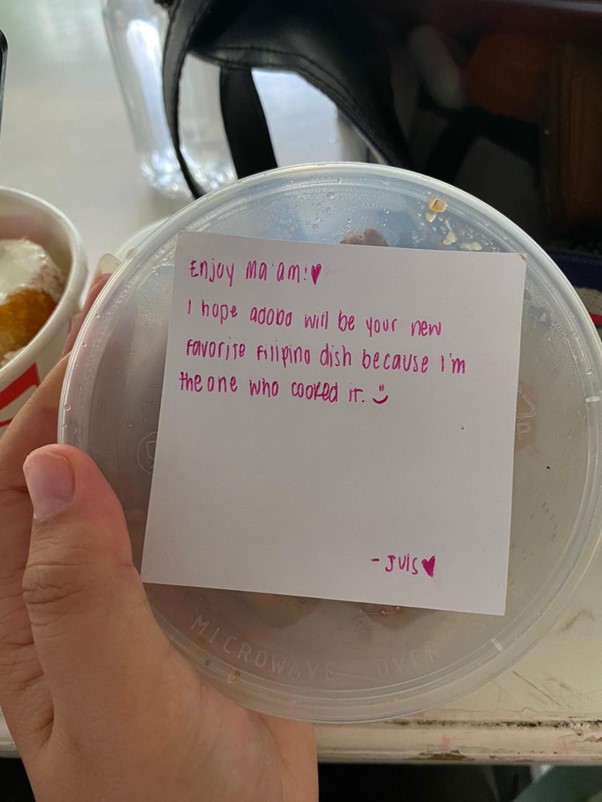 Enjoy Ma'am!♥
I hope adobo will be your new
favorite Filipino dish because I'm
the one who cooked it. :)
- Juis♥
MICROWAVE OVEN